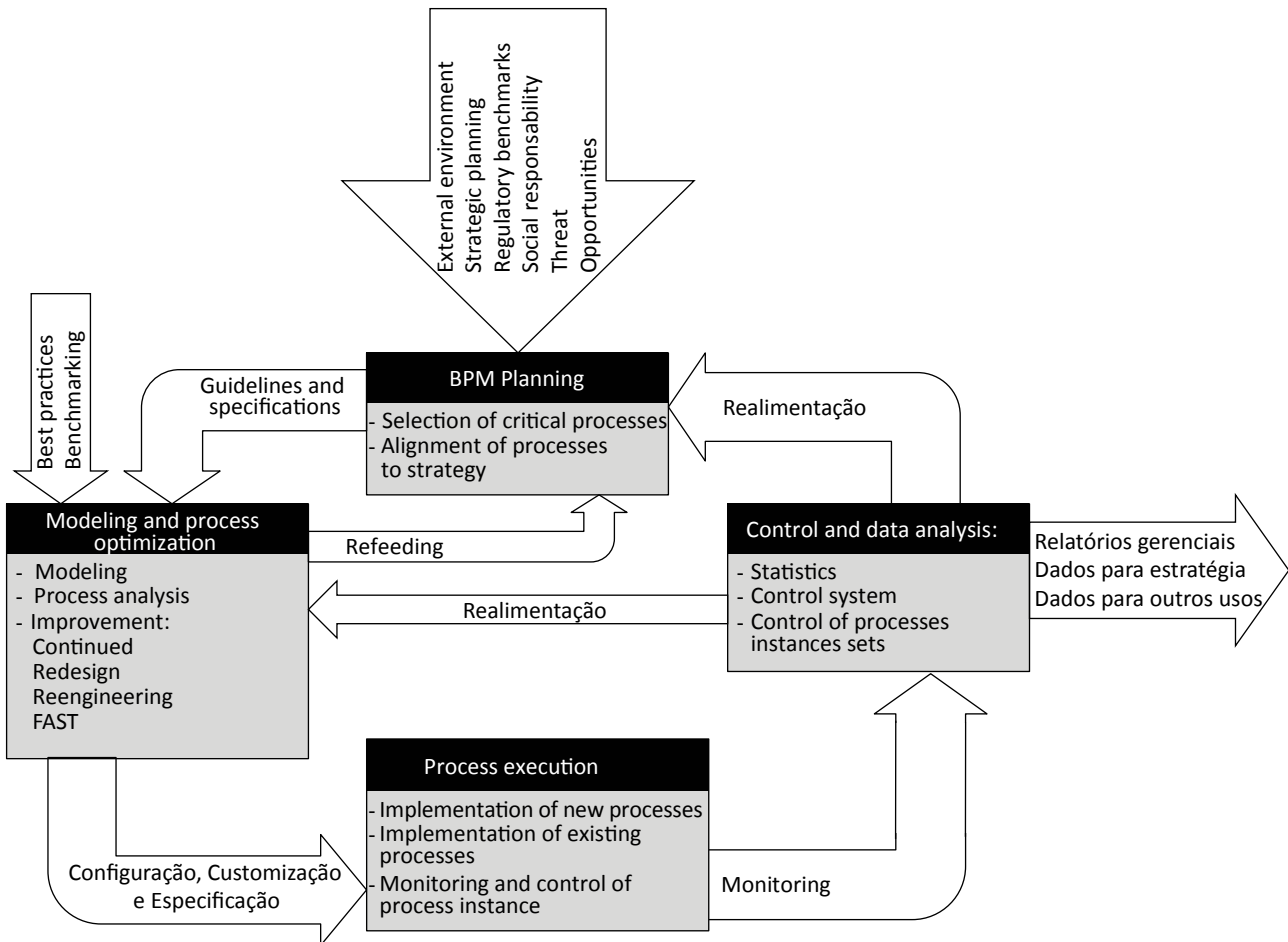 External environment
Strategic planning
Regulatory benchmarks
Social responsability
Threat
Opportunities
Best practices
Benchmarking
Guidelines and
specifications
BPM Planning
- Selection of critical processes
- Alignment of processes
to strategy
Realimentação
Modeling and process
optimization
- Modeling
- Process analysis
- Improvement:
Continued
Redesign
Reengineering
FAST
Refeeding
Realimentação
Control and data analysis:
- Statistics
- Control system
- Control of processes
instances sets
Relatórios gerenciais
Dados para estratégia
Dados para outros usos
Configuração, Customização
e Especificação
Process execution
- Implementation of new processes
- Implementation of existing
processes
- Monitoring and control of
process instance
Monitoring